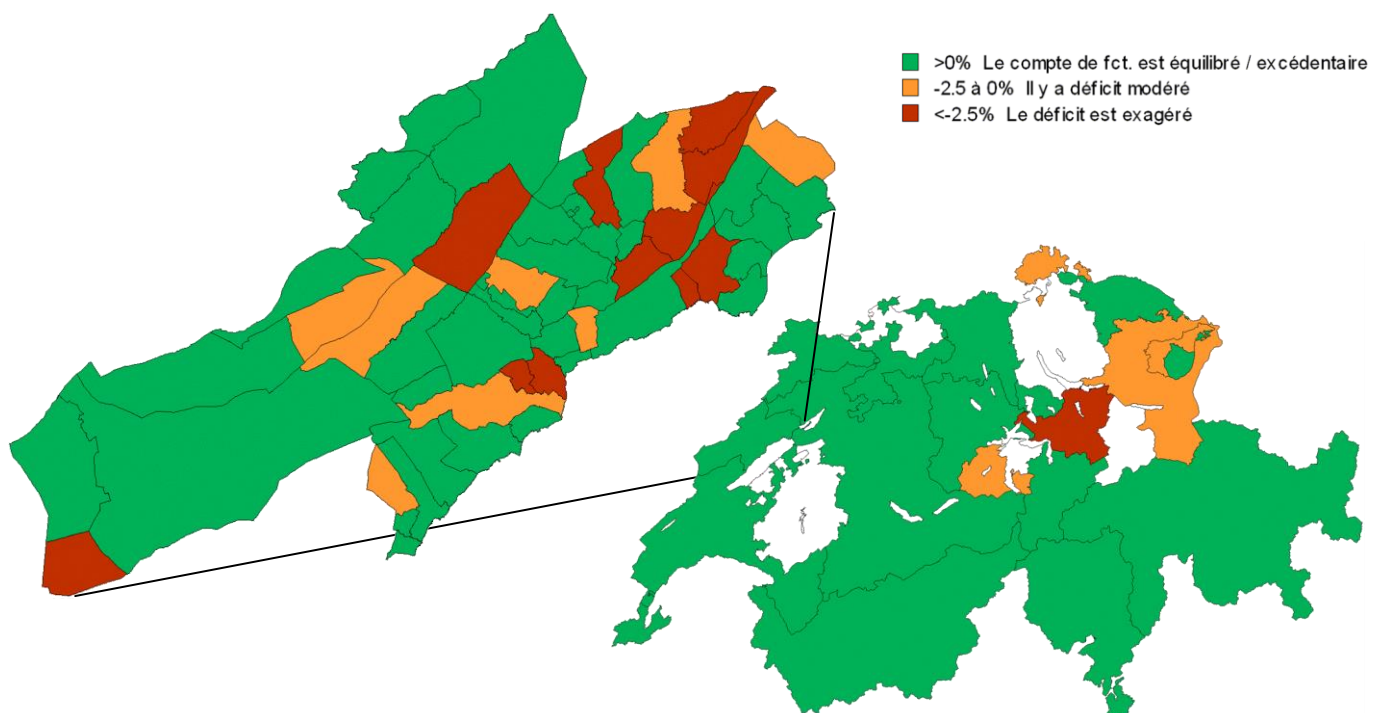 >0% Le compte de fct. est équilibré / excédentaire
-2.5 à 0% Il y a déficit modéré
<-2.5% Le déficit est exagéré